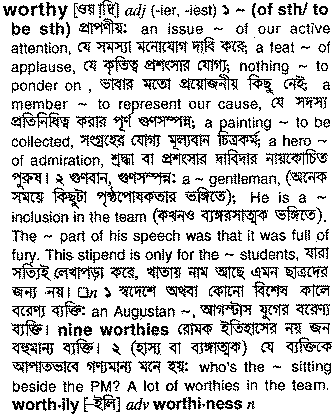 worthy [ওয়াদি] adj (-ier, -iest) ১ ~ (of sth/ to
be sth) প্রাপণীয়: an issue ~ of our active
attention, যে সমস্যা মনোযোগ দাবি করে; a feat ~ of
applause, যে কৃতিত্ব প্রশংসার যোগ্য; nothing ~ to
ponder on , ভাবার মতো প্রয়োজনীয় কিছু নেই; a
member ~ to represent our cause, যে সদস্য
প্রতিনিধিত্ব করার পূর্ণ গুণসম্পন্ন; a painting ~ to be
collected, সংগ্রহের যোগ্য মূল্যবান চিত্রকর্ম; a hero ~
of admiration, শ্রদ্ধা বা প্রশংসার দাবিদার নায়কোচিত
পুরুষ। ২ গুণবান, গুণসম্পন্ন: a ~ gentleman, (অনেক
সময়ে কিছুটা পৃষ্ঠপোষকতার ভঙ্গিতে); He is a ~
inclusion in the team (কখনও ব্যঙ্গরসাত্মক ভঙ্গিতে).
The ~ part of his speech was that it was full of
fury. This stipend is only for the ~ students, যারা
সত্যিই লেখাপড়া করে, খাতায় নাম আছে এমন ছাত্রদের
জন্য নয়। □n ১ স্বদেশে অথবা কোনো বিশেষ কালে
বরেণ্য ব্যক্তি: an Augustan ~, আগস্টাস যুগের বরেণ্য
ব্যক্তি। nine worthies রোমক ইতিহাসের নয় জন
বহুমান্য ব্যক্তি। ২ (হাস্য বা ব্যঙ্গাত্মক) যে ব্যক্তিকে
আপাতভাবে গণ্যমান্য মনে হয়: who's the ~ sitting
beside the PM? A lot of worthies in the team.
worth·ily [–ইলি] adv worthi·ness n